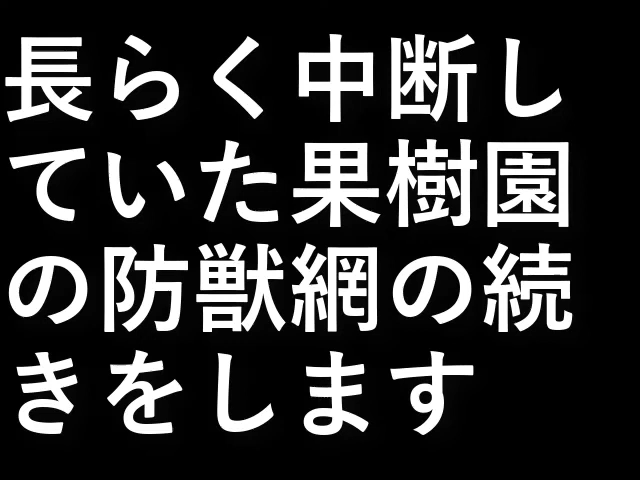 長らく中断し
ていた果樹園
の防獣網の続
きをします